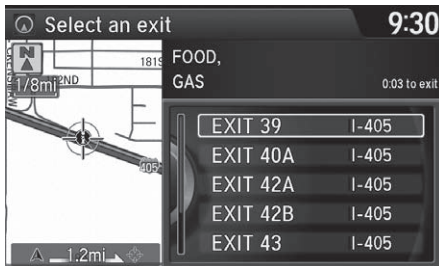 Select an exit
9:30
N
1/8mi
181S
FOOD,
GAS
0:03 to exit
405
EXIT 39 I-405
EXIT 40A I-405
EXIT 42A I-405
EXIT 42B I-405
EXIT 43 I-405
1.2mi